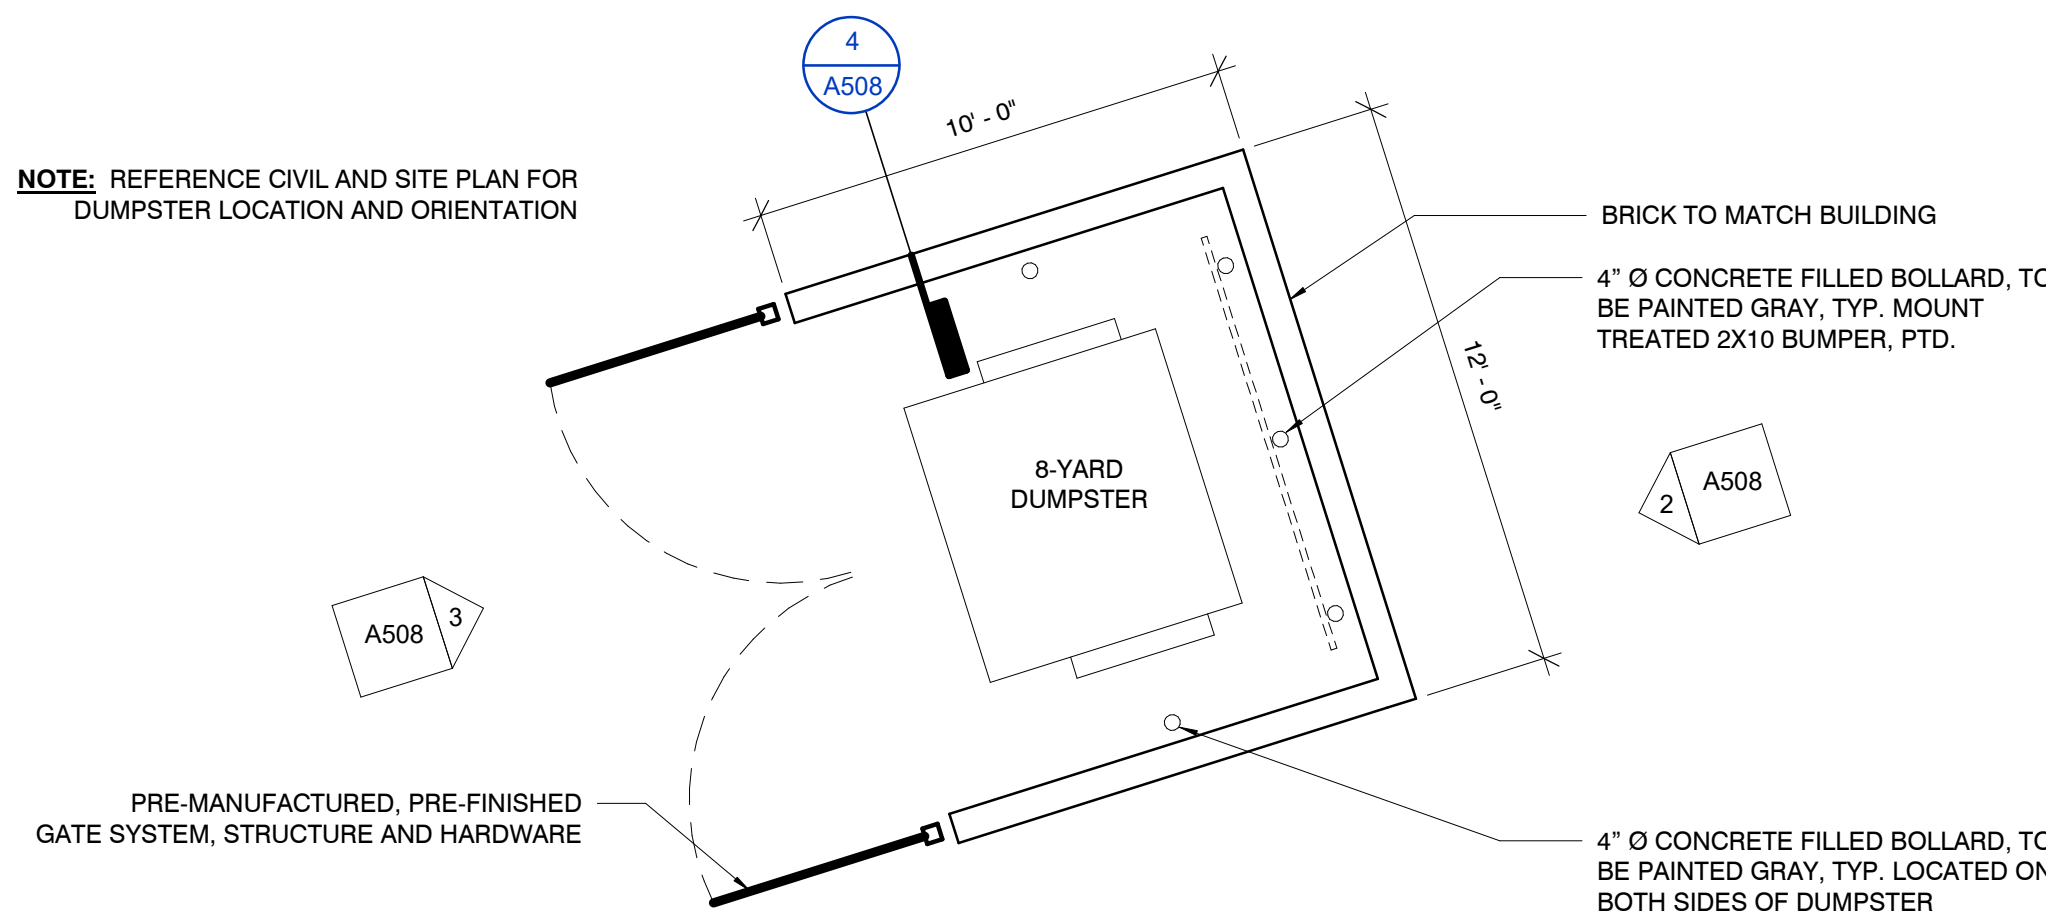 4
A508
10' - 0"
NOTE: REFERENCE CIVIL AND SITE PLAN FOR
DUMPSTER LOCATION AND ORIENTATION
BRICK TO MATCH BUILDING
4” Ø CONCRETE FILLED BOLLARD, TO
BE PAINTED GRAY, TYP. MOUNT
TREATED 2X10 BUMPER, PTD.
12' - 0"
8-YARD
DUMPSTER
2
A508
A508
3
PRE-MANUFACTURED, PRE-FINISHED
GATE SYSTEM, STRUCTURE AND HARDWARE
4” Ø CONCRETE FILLED BOLLARD, TO
BE PAINTED GRAY, TYP. LOCATED ON
BOTH SIDES OF DUMPSTER